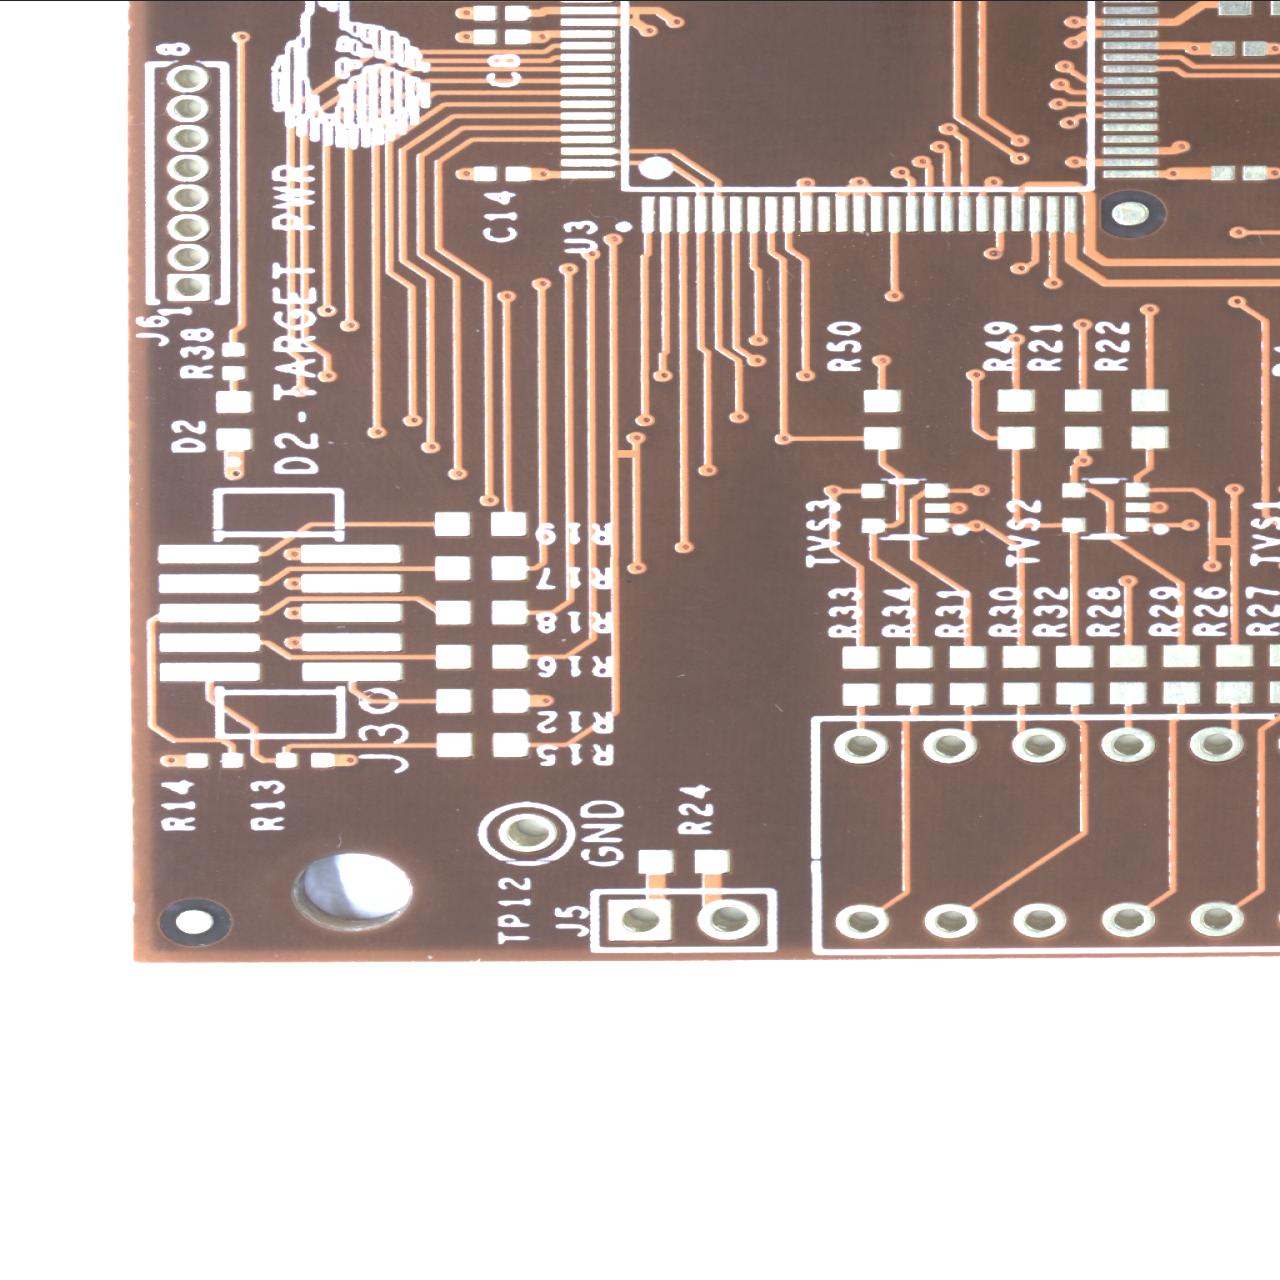 8
C8
C14
U3
D2-TARGET PWR
J6
1
R38
D2
R50
R49
R21
R22
TVS3
TVS2
TVS1
R19
R17
R18
R16
R12
R15
R33
R34
R31
R30
R32
R28
R29
R26
R27
J3
R14
R13
GND
R24
TP12
J5